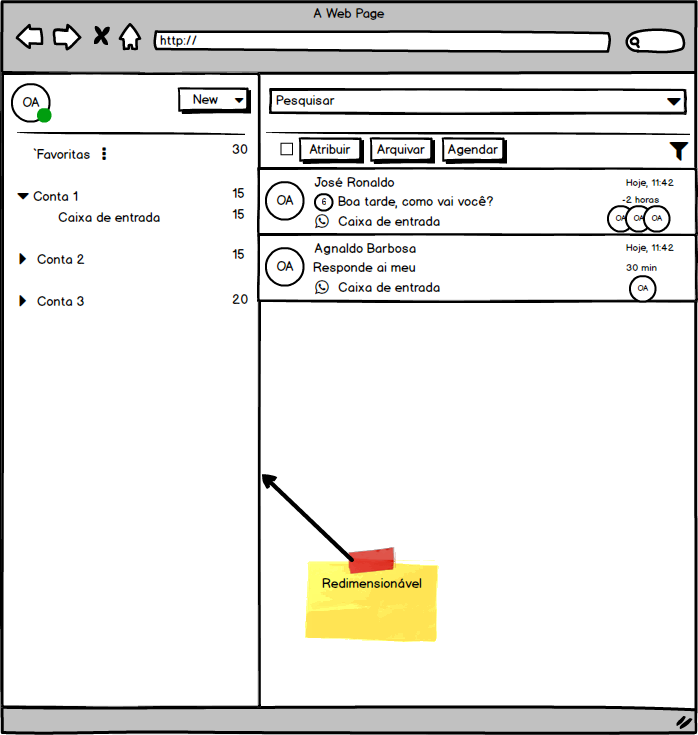 A Web Page
http://
OA
New
`Favoritas
30
Conta 1
15
Caixa de entrada
15
Conta 2
15
Conta 3
20
Pesquisar
Atribuir Arquivar Agendar
OA
José Ronaldo
Hoje, 11:42
6 Boa tarde, como vai você?
-2 horas
Caixa de entrada
OA OA OA
OA
Agnaldo Barbosa
Hoje, 11:42
Responde ai meu
30 min
Caixa de entrada
OA
Redimensionável